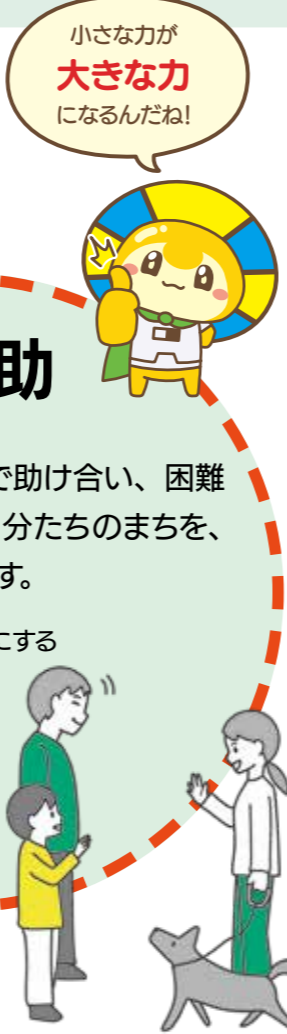 小さな力が
大きな力
になるんだね!
助
で助け合い、困難
分たちのまちを、
す。
にする